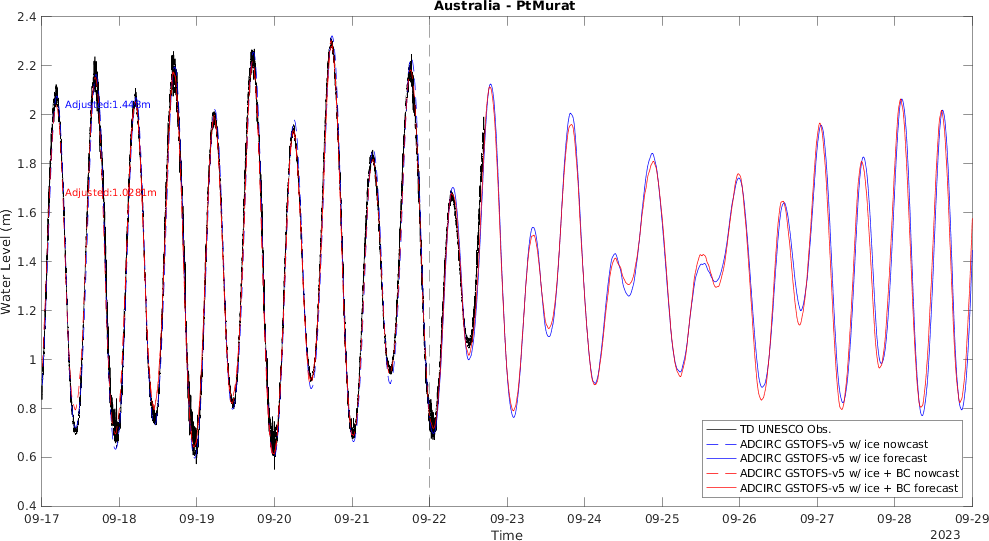 Australia - PtMurat
Water Level (m)
2.4
2.2
2
1.8
1.6
1.4
1.2
1
0.8
0.6
0.4
Adjusted:1.448m
Adjusted:1.0281m
TD UNESCO Obs.
ADCIRC GSTOFS-v5 w/ ice nowcast
ADCIRC GSTOFS-v5 w/ ice forecast
ADCIRC GSTOFS-v5 w/ ice + BC nowcast
ADCIRC GSTOFS-v5 w/ ice + BC forecast
09-17 09-18 09-19 09-20 09-21 09-22 09-23 09-24 09-25 09-26 09-27 09-28 09-29
Time
2023